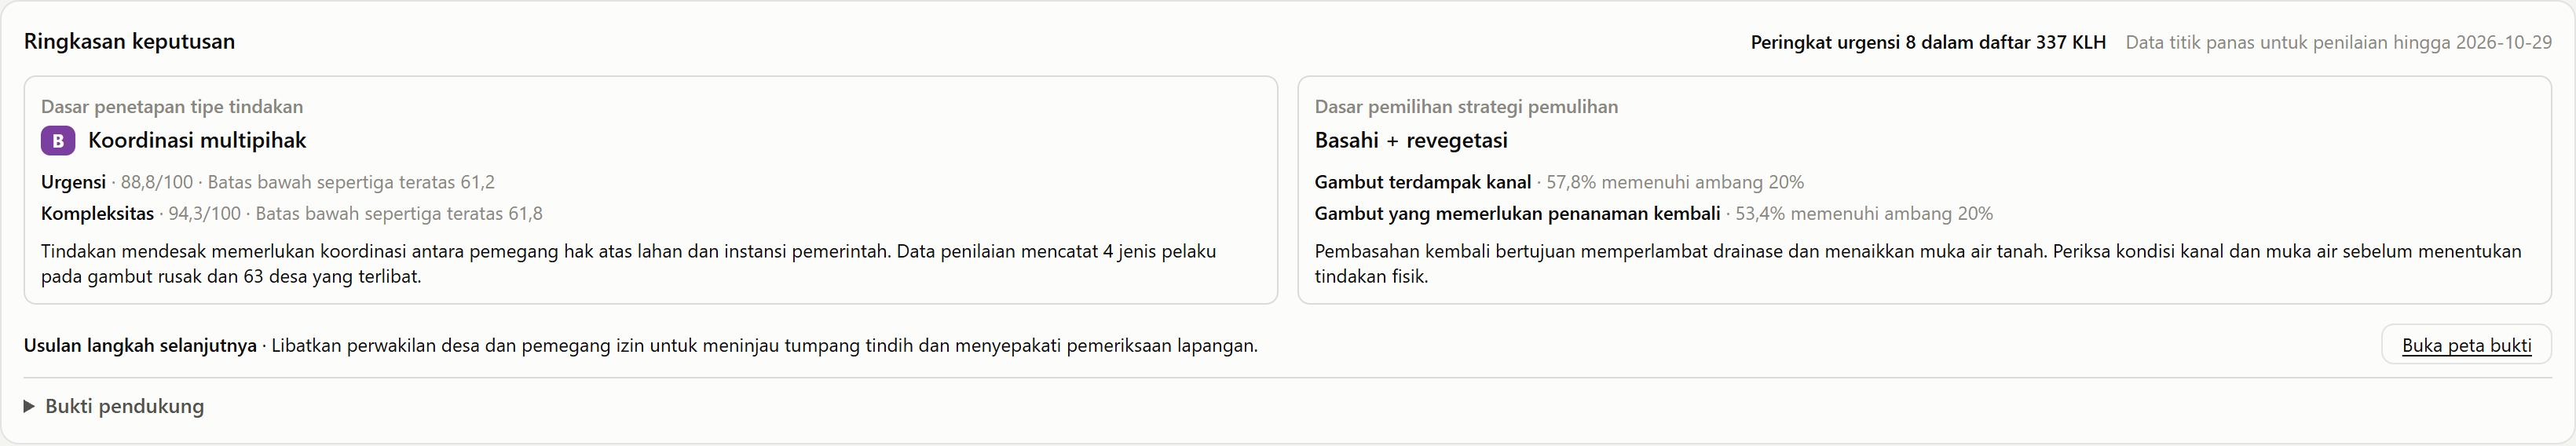 Ringkasan keputusan
Peringkat urgensi 8 dalam daftar 337 KLH Data titik panas untuk penilaian hingga 2026-10-29
Dasar penetapan tipe tindakan
B Koordinasi multipihak
Urgensi · 88,8/100 · Batas bawah sepertiga teratas 61,2
Kompleksitas · 94,3/100 · Batas bawah sepertiga teratas 61,8
Tindakan mendesak memerlukan koordinasi antara pemegang hak atas lahan dan instansi pemerintah. Data penilaian mencatat 4 jenis pelaku
pada gambut rusak dan 63 desa yang terlibat.
Dasar pemilihan strategi pemulihan
Basahi + revegetasi
Gambut terdampak kanal · 57,8% memenuhi ambang 20%
Gambut yang memerlukan penanaman kembali · 53,4% memenuhi ambang 20%
Pembasahan kembali bertujuan memperlambat drainase dan menaikkan muka air tanah. Periksa kondisi kanal dan muka air sebelum menentukan
tindakan fisik.
Usulan langkah selanjutnya · Libatkan perwakilan desa dan pemegang izin untuk meninjau tumpang tindih dan menyepakati pemeriksaan lapangan.
Buka peta bukti
▶ Bukti pendukung